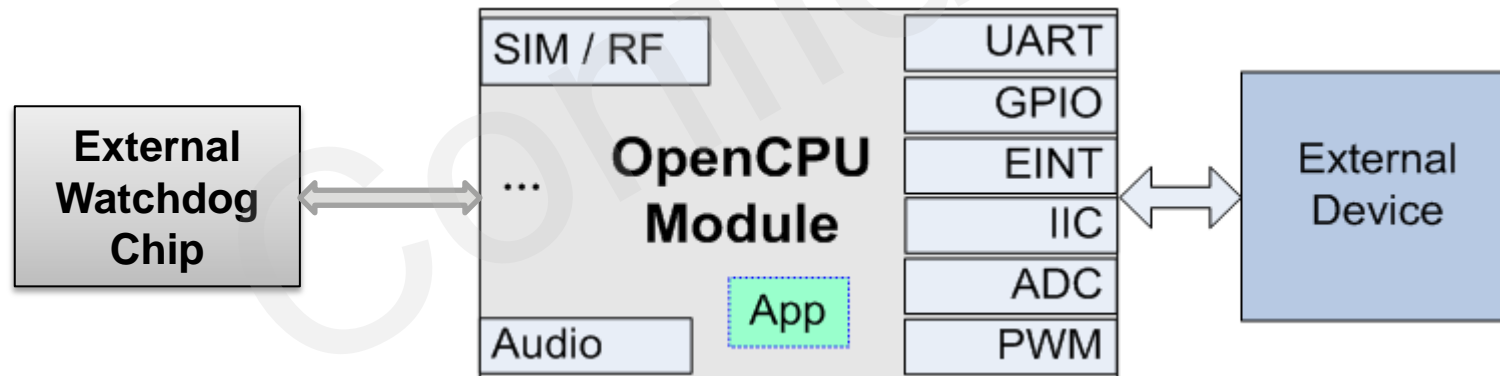 External
Watchdog
Chip
SIM / RF
...
OpenCPU
Module
App
Audio
UART
GPIO
EINT
IIC
ADC
PWM
External
Device